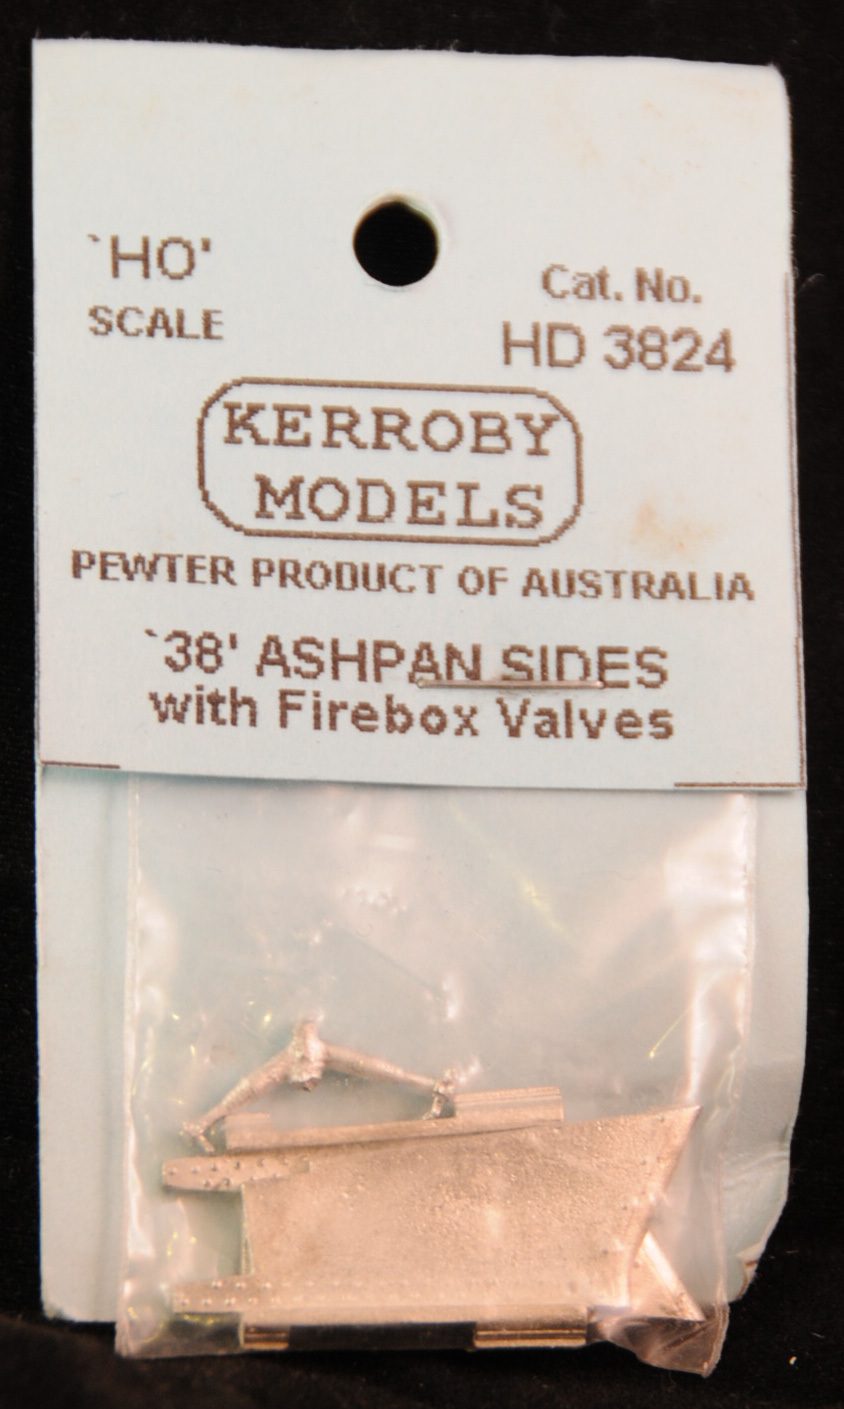 `HO'
SCALE
Cat. No.
HD 3824
KERROBY
MODELS
PEWTER PRODUCT OF AUSTRALIA
`38' ASHPAN SIDES
with Firebox Valves